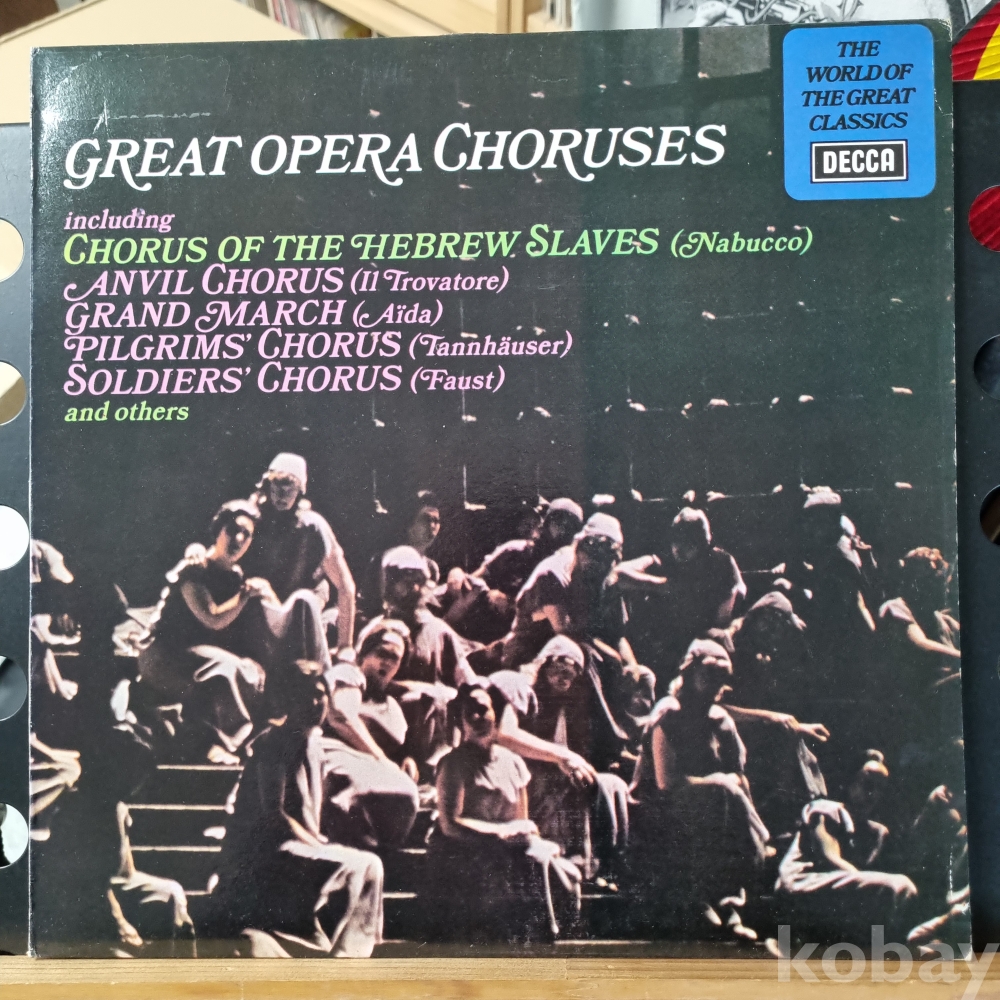 THE
WORLD OF
THE GREAT
CLASSICS
DECCA
GREAT OPERA CHORUSES
including
CHORUS OF THE HEBREW SLAVES (Nabucco)
ANVIL CHORUS (Il Trovatore)
GRAND MARCH (Aïda)
PILGRIMS' CHORUS (Tannhäuser)
SOLDIERS' CHORUS (Faust)
and others
kobay